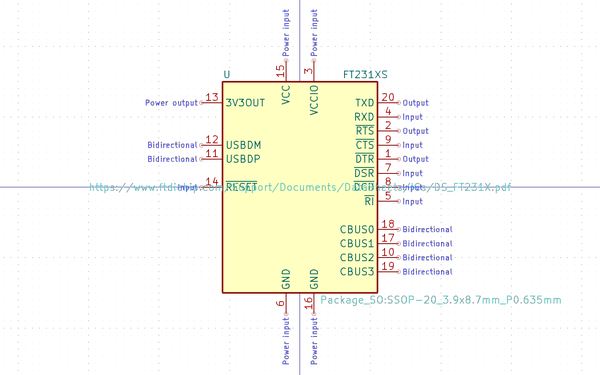 Power input
Power input
15
3
U
FT231XS
VCC
VCCIO
Power output 13 3V3OUT
TXD 20 Output
RXD 4 Input
RTS 2 Output
Bidirectional 12 USBDM
CTS 9 Input
Bidirectional 11 USBDP
DTR 1 Output
DSR 7 Input
14 RESET
8
RI 5 Input
CBUS0 18 Bidirectional
CBUS1 17 Bidirectional
CBUS2 10 Bidirectional
CBUS3 19 Bidirectional
GND
GND
Package_SO:SSOP-20_3.9x8.7mm_P0.635mm
6
16
Power input
Power input